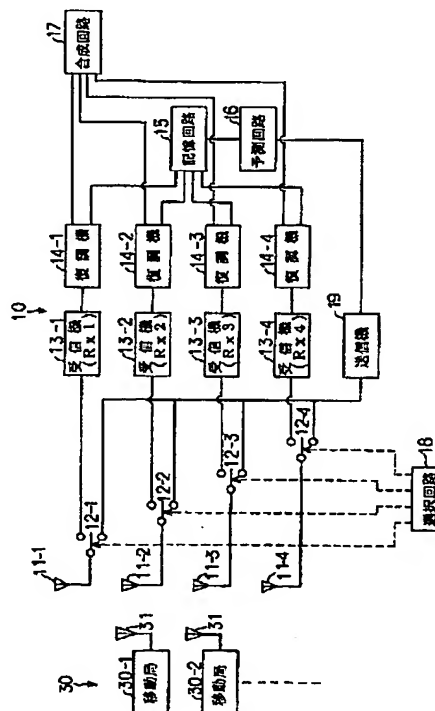 10
11-1
12-1
13-1
受信機
(Rx1)
14-1
復調機
17
合成回路
11-2
12-2
13-2
受信機
(Rx2)
14-2
復調機
15
記憶回路
11-3
12-3
13-3
受信機
(Rx3)
14-3
復調機
16
予測回路
11-4
12-4
13-4
受信機
(Rx4)
14-4
復調機
19
送信機
18
選択回路
30
30-1
移動局
31
30-2
移動局
31